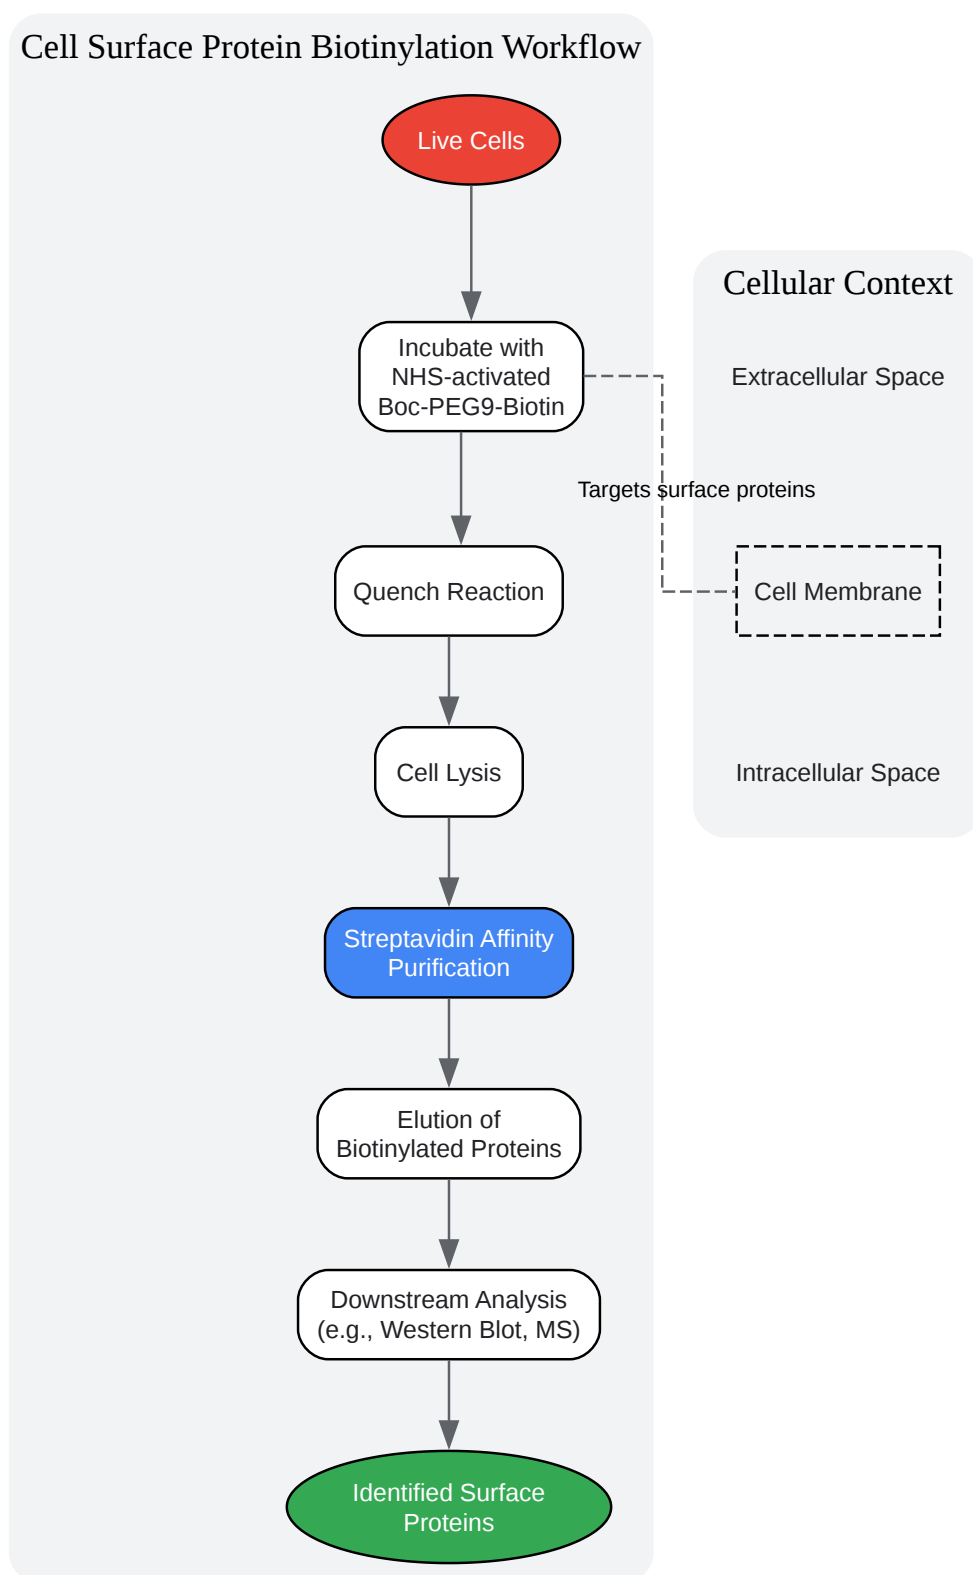 Cell Surface Protein Biotinylation Workflow
Live Cells
Cellular Context
Incubate with
NHS-activated
Boc-PEG9-Biotin
Extracellular Space
Targets surface proteins
Quench Reaction
Cell Membrane
Cell Lysis
Intracellular Space
Streptavidin Affinity
Purification
Elution of
Biotinylated Proteins
Downstream Analysis
(e.g., Western Blot, MS)
Identified Surface
Proteins